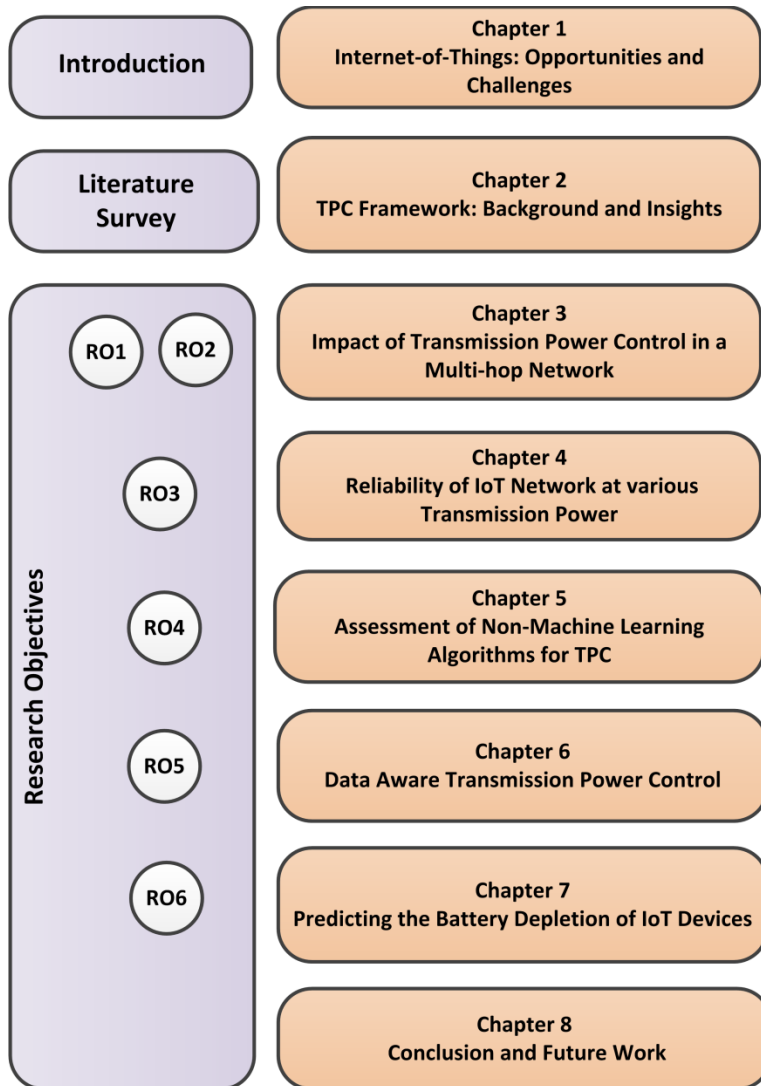 Introduction
Chapter 1
Internet-of-Things: Opportunities and
Challenges
Literature
Survey
Chapter 2
TPC Framework: Background and Insights
Research Objectives
RO1
RO2
Chapter 3
Impact of Transmission Power Control in a
Multi-hop Network
RO3
Chapter 4
Reliability of IoT Network at various
Transmission Power
RO4
Chapter 5
Assessment of Non-Machine Learning
Algorithms for TPC
RO5
Chapter 6
Data Aware Transmission Power Control
RO6
Chapter 7
Predicting the Battery Depletion of IoT Devices
Chapter 8
Conclusion and Future Work